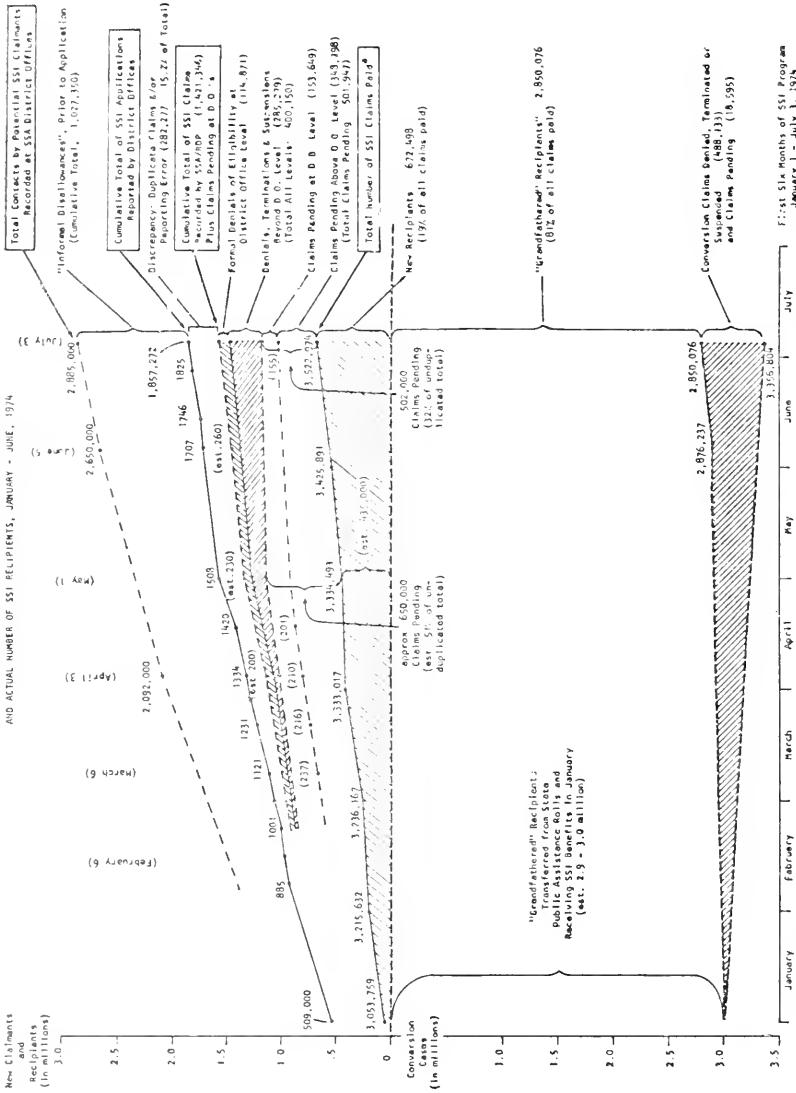 AND ACTUAL NUMBER OF SSI RECIPIENTS, JANUARY - JUNE, 1974
New Claimants
and
Recipients
(in millions)
3.0
2.5
2.0
1.5
1.0
.5
0
Conversion
Cases
(in millions)
1.0
1.5
2.0
2.5
3.0
3.5
(February 6)
(March 6)
(April 3)
(May 1)
(June 5)
(July 3)
2,092,000
2,650,000
2,885,000
509,000
885
1001
1121
1231
1334
1420
1508
1707
1746
1825
1,857,272
(est 200)
(est. 230)
(est. 260)
(237)
(216)
(210)
(201)
(155)
3,053,759
3,215,632
3,236,167
3,333,017
3,334,493
3,425,891
3,522,574
(est. 430,000)
approx 650,000
Claims Pending
(est. 51% of un-
duplicated total)
502,000
Claims Pending
(32% of undup-
licated total)
"Grandfathered" Recipients
Transferred from State
Public Assistance Rolls and
Receiving SSI Benefits in January
(est. 2.9 - 3.0 million)
2,876,237
2,850,076
3,356,804
January
February
March
April
May
June
July
Total Contacts by Potential SSI Claimants
Recorded at SSA District Offices
"Informal Disallowances", Prior to Application
(Cumulative Total, 1,027,350)
Cumulative Total of SSI Applications
Reported by District Offices
Discrepancy: Duplicate Claims &/or
Reporting Error (282,277 15.2% of Total)
Cumulative Total of SSI Claims
Recorded by SSA/BDP (1,421,346)
Plus Claims Pending at D O 's
Formal Denials of Eligibility at
District Office Level (114,871)
Denials, Terminations & Suspensions
Beyond D.O. Level (285,279)
(Total All Levels: 400,150)
Claims Pending at D O Level (153,649)
Claims Pending Above D.O. Level (348,298)
(Total Claims Pending 501,947)
Total Number of SSI Claims Paid
New Recipients 672,498
(19% of all claims paid)
"Grandfathered" Recipients" 2,850,076
(81% of all claims paid)
Conversion Claims Denied, Terminated or
Suspended (488,133)
and Claims Pending (18,595)
First Six Months of SSI Program
January 1 - July 3, 1974